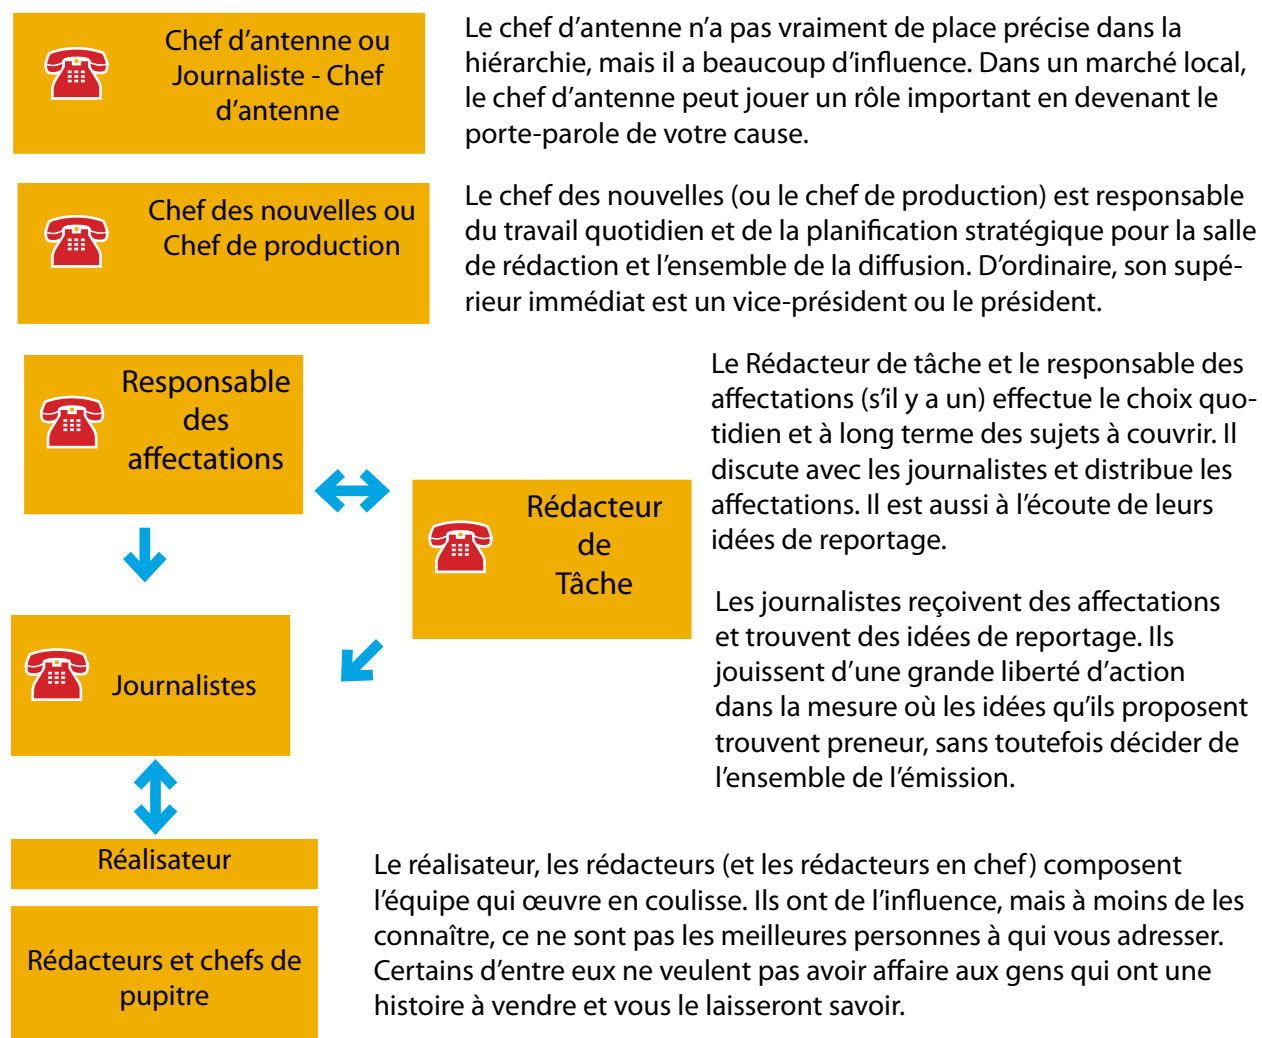 Chef d’antenne ou
Journaliste - Chef
d’antenne
Le chef d’antenne n’a pas vraiment de place précise dans la
hiérarchie, mais il a beaucoup d’influence. Dans un marché local,
le chef d’antenne peut jouer un rôle important en devenant le
porte-parole de votre cause.
Chef des nouvelles ou
Chef de production
Le chef des nouvelles (ou le chef de production) est responsable
du travail quotidien et de la planification stratégique pour la salle
de rédaction et l’ensemble de la diffusion. D’ordinaire, son supé-
rieur immédiat est un vice-président ou le président.
Responsable
des
affectations
Rédacteur
de
Tâche
Le Rédacteur de tâche et le responsable des
affectations (s’il y a un) effectue le choix quo-
tidien et à long terme des sujets à couvrir. Il
discute avec les journalistes et distribue les
affectations. Il est aussi à l’écoute de leurs
idées de reportage.
Journalistes
Les journalistes reçoivent des affectations
et trouvent des idées de reportage. Ils
jouissent d’une grande liberté d’action
dans la mesure où les idées qu’ils proposent
trouvent preneur, sans toutefois décider de
l’ensemble de l’émission.
Réalisateur
Rédacteurs et chefs de
pupitre
Le réalisateur, les rédacteurs (et les rédacteurs en chef) composent
l’équipe qui œuvre en coulisse. Ils ont de l’influence, mais à moins de les
connaître, ce ne sont pas les meilleures personnes à qui vous adresser.
Certains d’entre eux ne veulent pas avoir affaire aux gens qui ont une
histoire à vendre et vous le laisseront savoir.